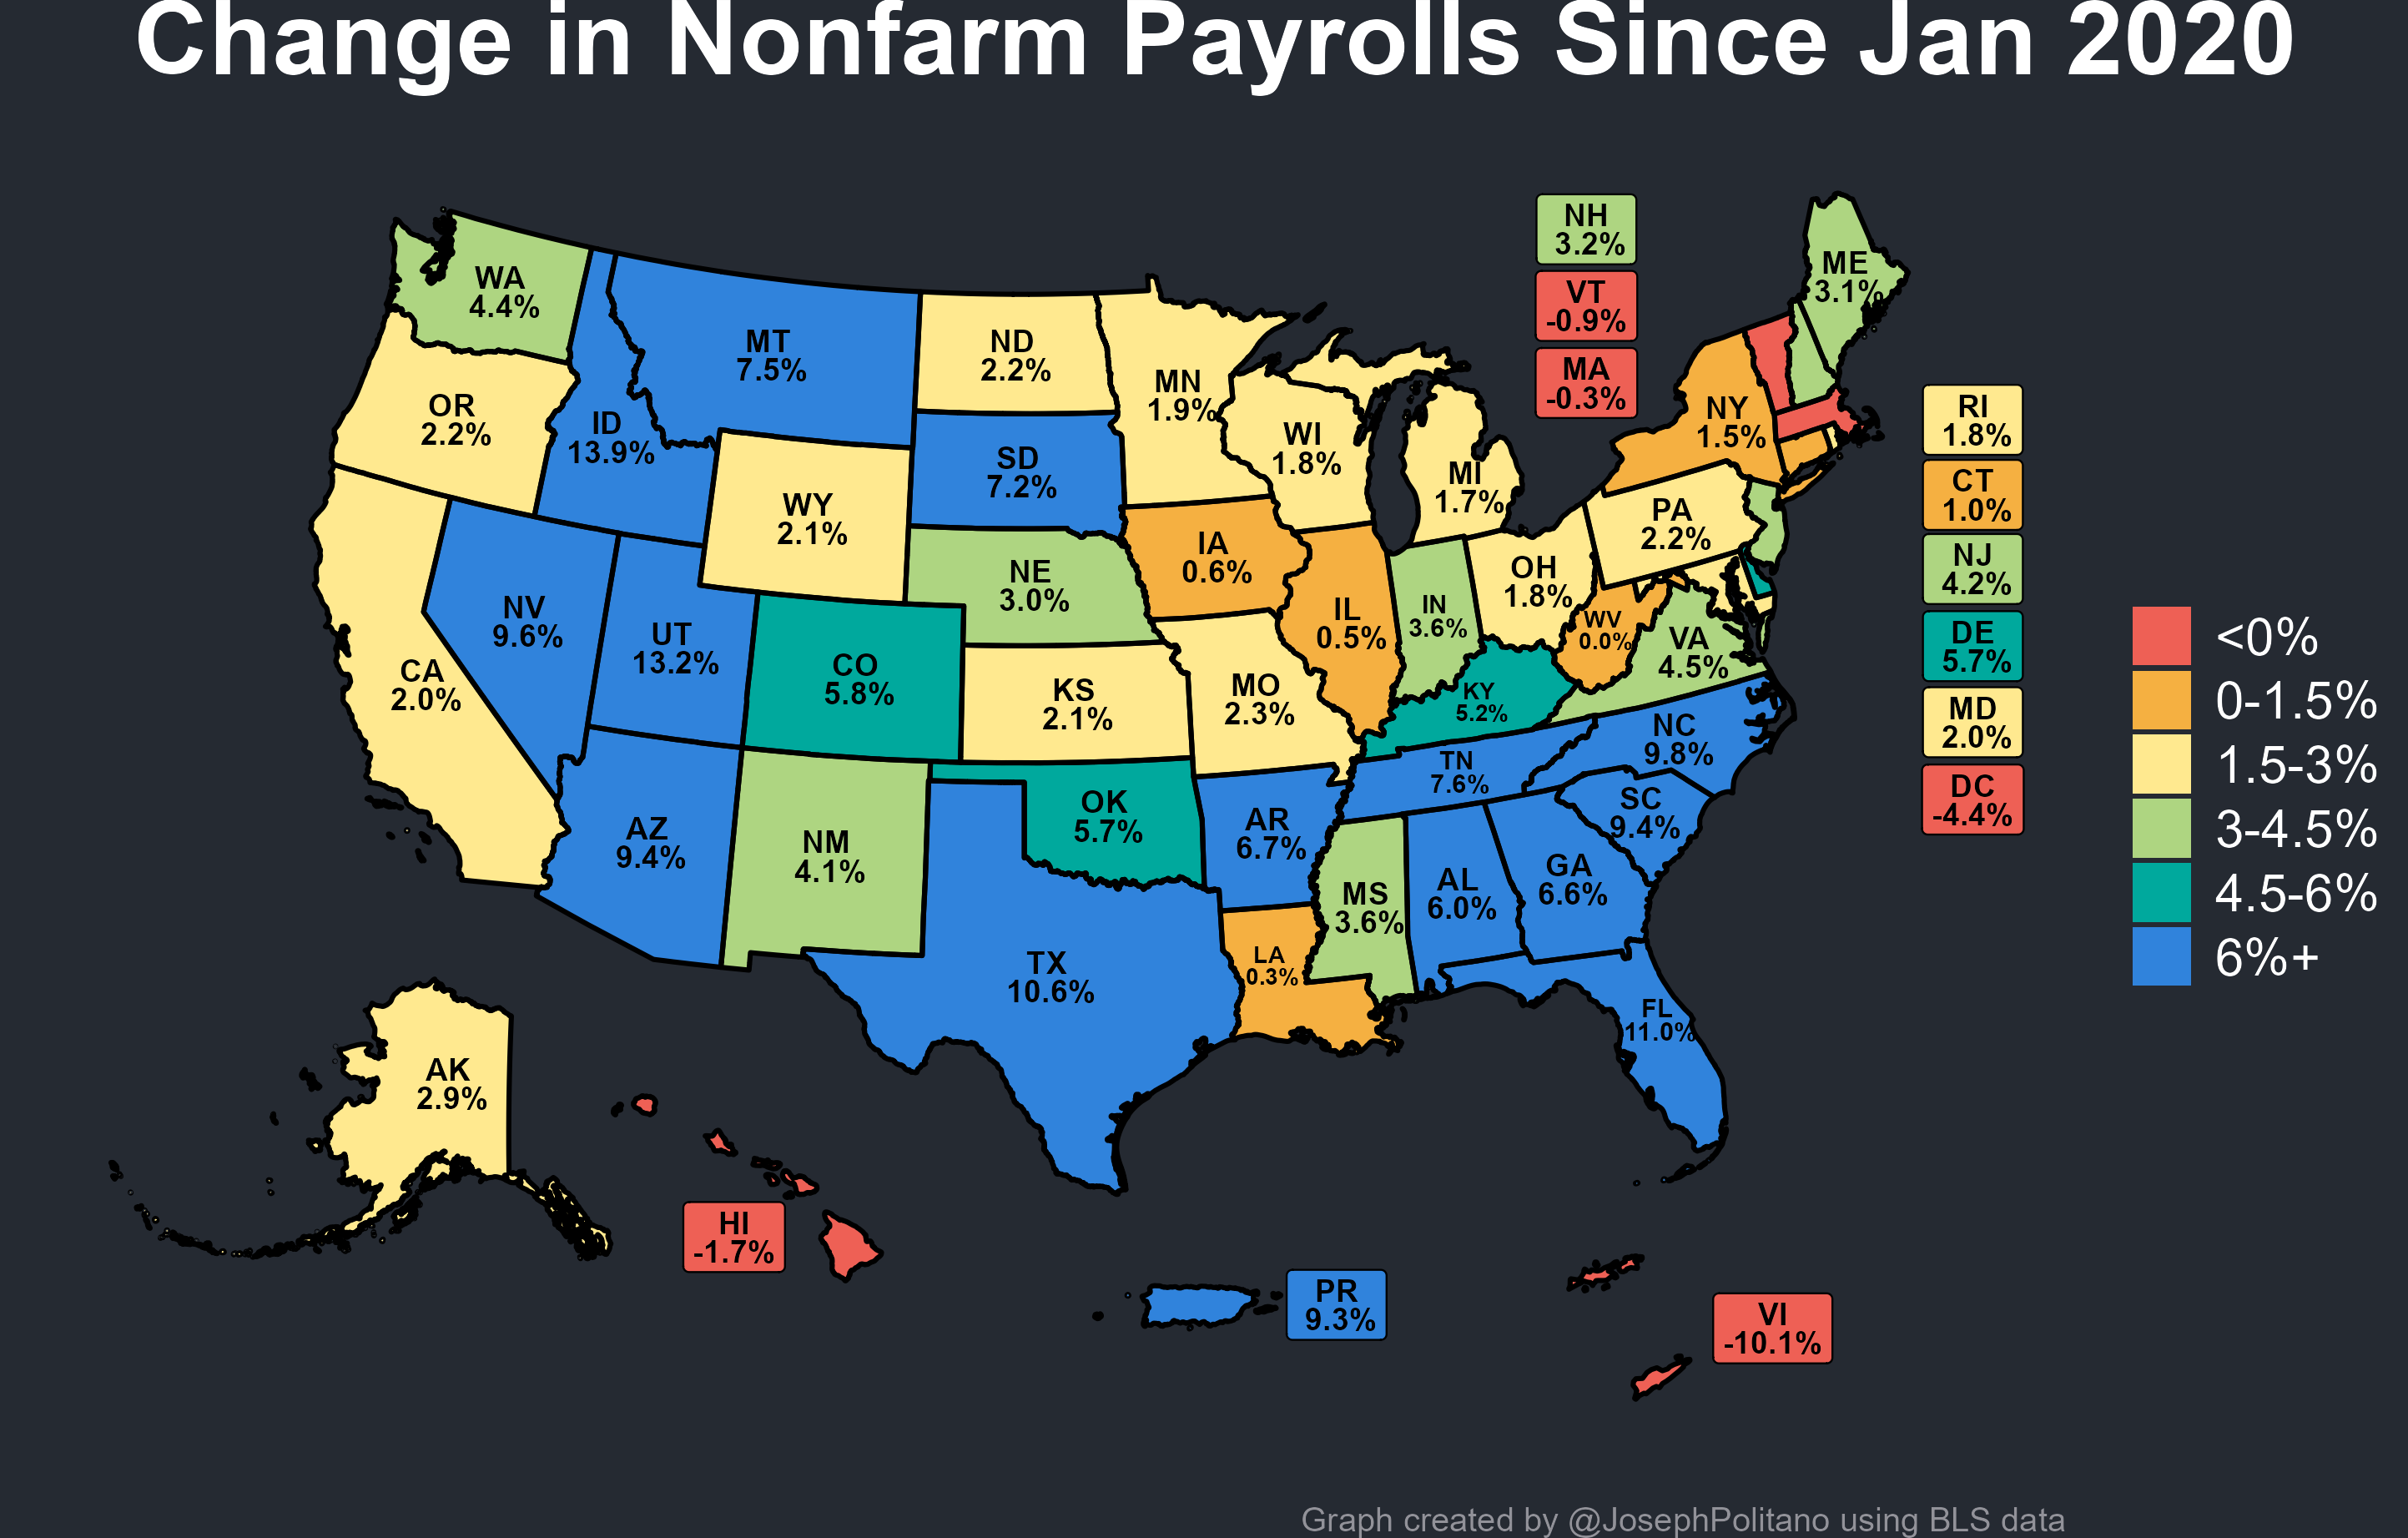 Change in Nonfarm Payrolls Since Jan 2020
NH
3.2%
VT
-0.9%
MA
-0.3%
ME
3.1%
WA
4.4%
MT
7.5%
ND
2.2%
MN
1.9%
OR
2.2%
ID
13.9%
SD
7.2%
WI
1.8%
MI
1.7%
NY
1.5%
RI
1.8%
CT
1.0%
WY
2.1%
IA
0.6%
PA
2.2%
NJ
4.2%
NE
3.0%
OH
1.8%
NV
9.6%
UT
13.2%
IL
0.5%
IN
3.6%
WV
0.0%
VA
4.5%
DE
5.7%
CA
2.0%
CO
5.8%
KS
2.1%
MO
2.3%
KY
5.2%
MD
2.0%
NC
9.8%
TN
7.6%
DC
-4.4%
AZ
9.4%
NM
4.1%
OK
5.7%
AR
6.7%
SC
9.4%
MS
3.6%
AL
6.0%
GA
6.6%
TX
10.6%
LA
0.3%
FL
11.0%
AK
2.9%
HI
-1.7%
PR
9.3%
VI
-10.1%
<0%
0-1.5%
1.5-3%
3-4.5%
4.5-6%
6%+
Graph created by @JosephPolitano using BLS data